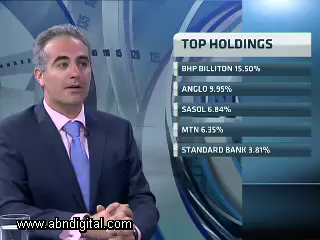 TOP HOLDINGS
BHP BILLITON 15.50%
ANGLO 9.95%
SASOL 6.84%
MTN 6.35%
STANDARD BANK 3.81%
www.abndigital.com